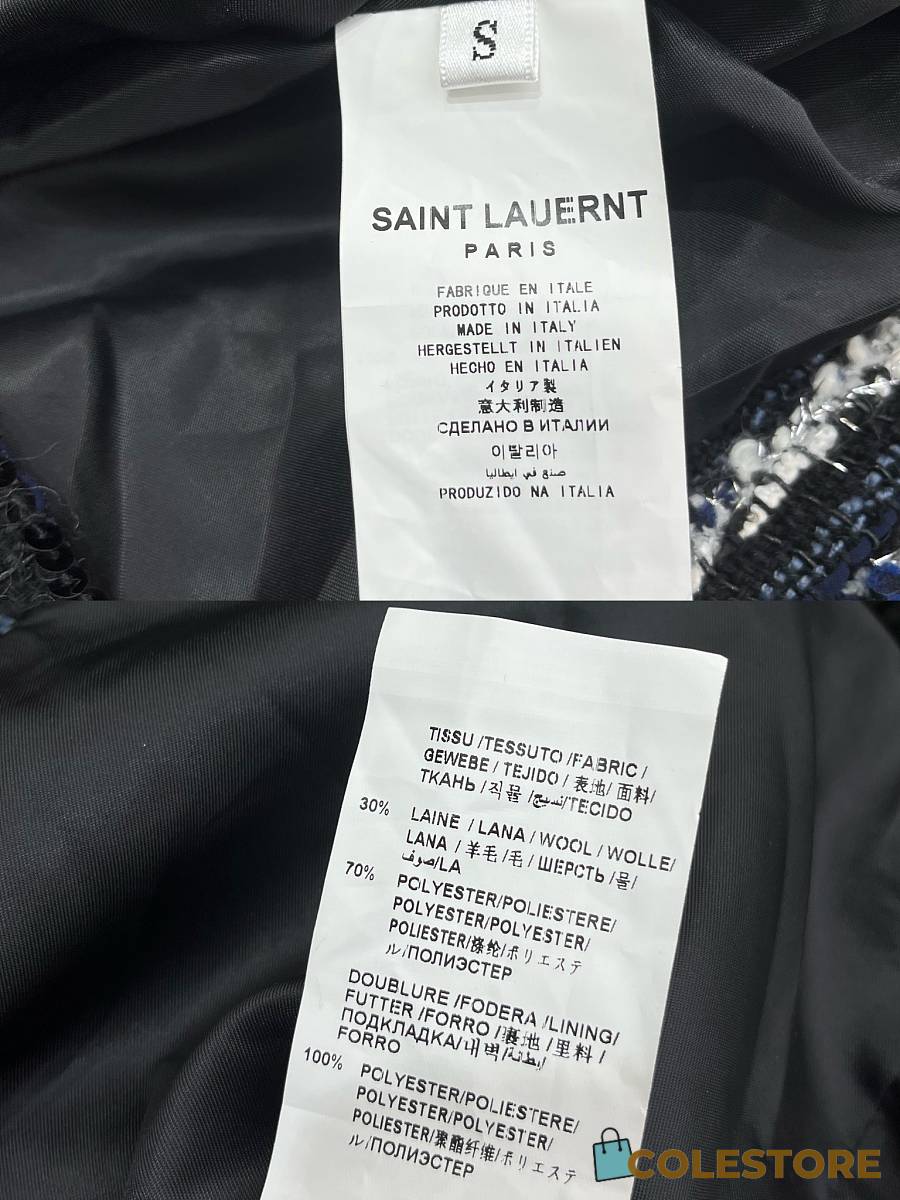 S
SAINT LAUERNT
PARIS
FABRIQUE EN ITALE
PRODOTTO IN ITALIA
MADE IN ITALY
HERGESTELLT IN ITALIEN
HECHO EN ITALIA
イタリア製
意大利制造
СДЕЛАНО В ИТАЛИИ
이탈리아
صنع في ايطاليا
PRODUZIDO NA ITALIA
TISSU /TESSUTO /FABRIC /
GEWEBE / TEJIDO / 表地/ 面料/
ТКАНЬ / 직물 /نسيج/TECIDO
30% LAINE / LANA / WOOL / WOLLE/
LANA / 羊毛/毛 / ШЕРСТЬ /울/
صوف/LA
70% POLYESTER/POLIESTERE/
POLYESTER/POLYESTER/
POLIESTER/涤纶/ポリエステ
ル/ПОЛИЭСТЕР
DOUBLURE /FODERA /LINING/
FUTTER /FORRO /裏地 /里料 /
ПОДКЛАДКА/내벽/بطانة/
FORRO
100% POLYESTER/POLIESTERE/
POLYESTER/POLYESTER/
POLIESTER/聚酯纤维/ポリエステ
ル/ПОЛИЭСТЕР
COLESTORE